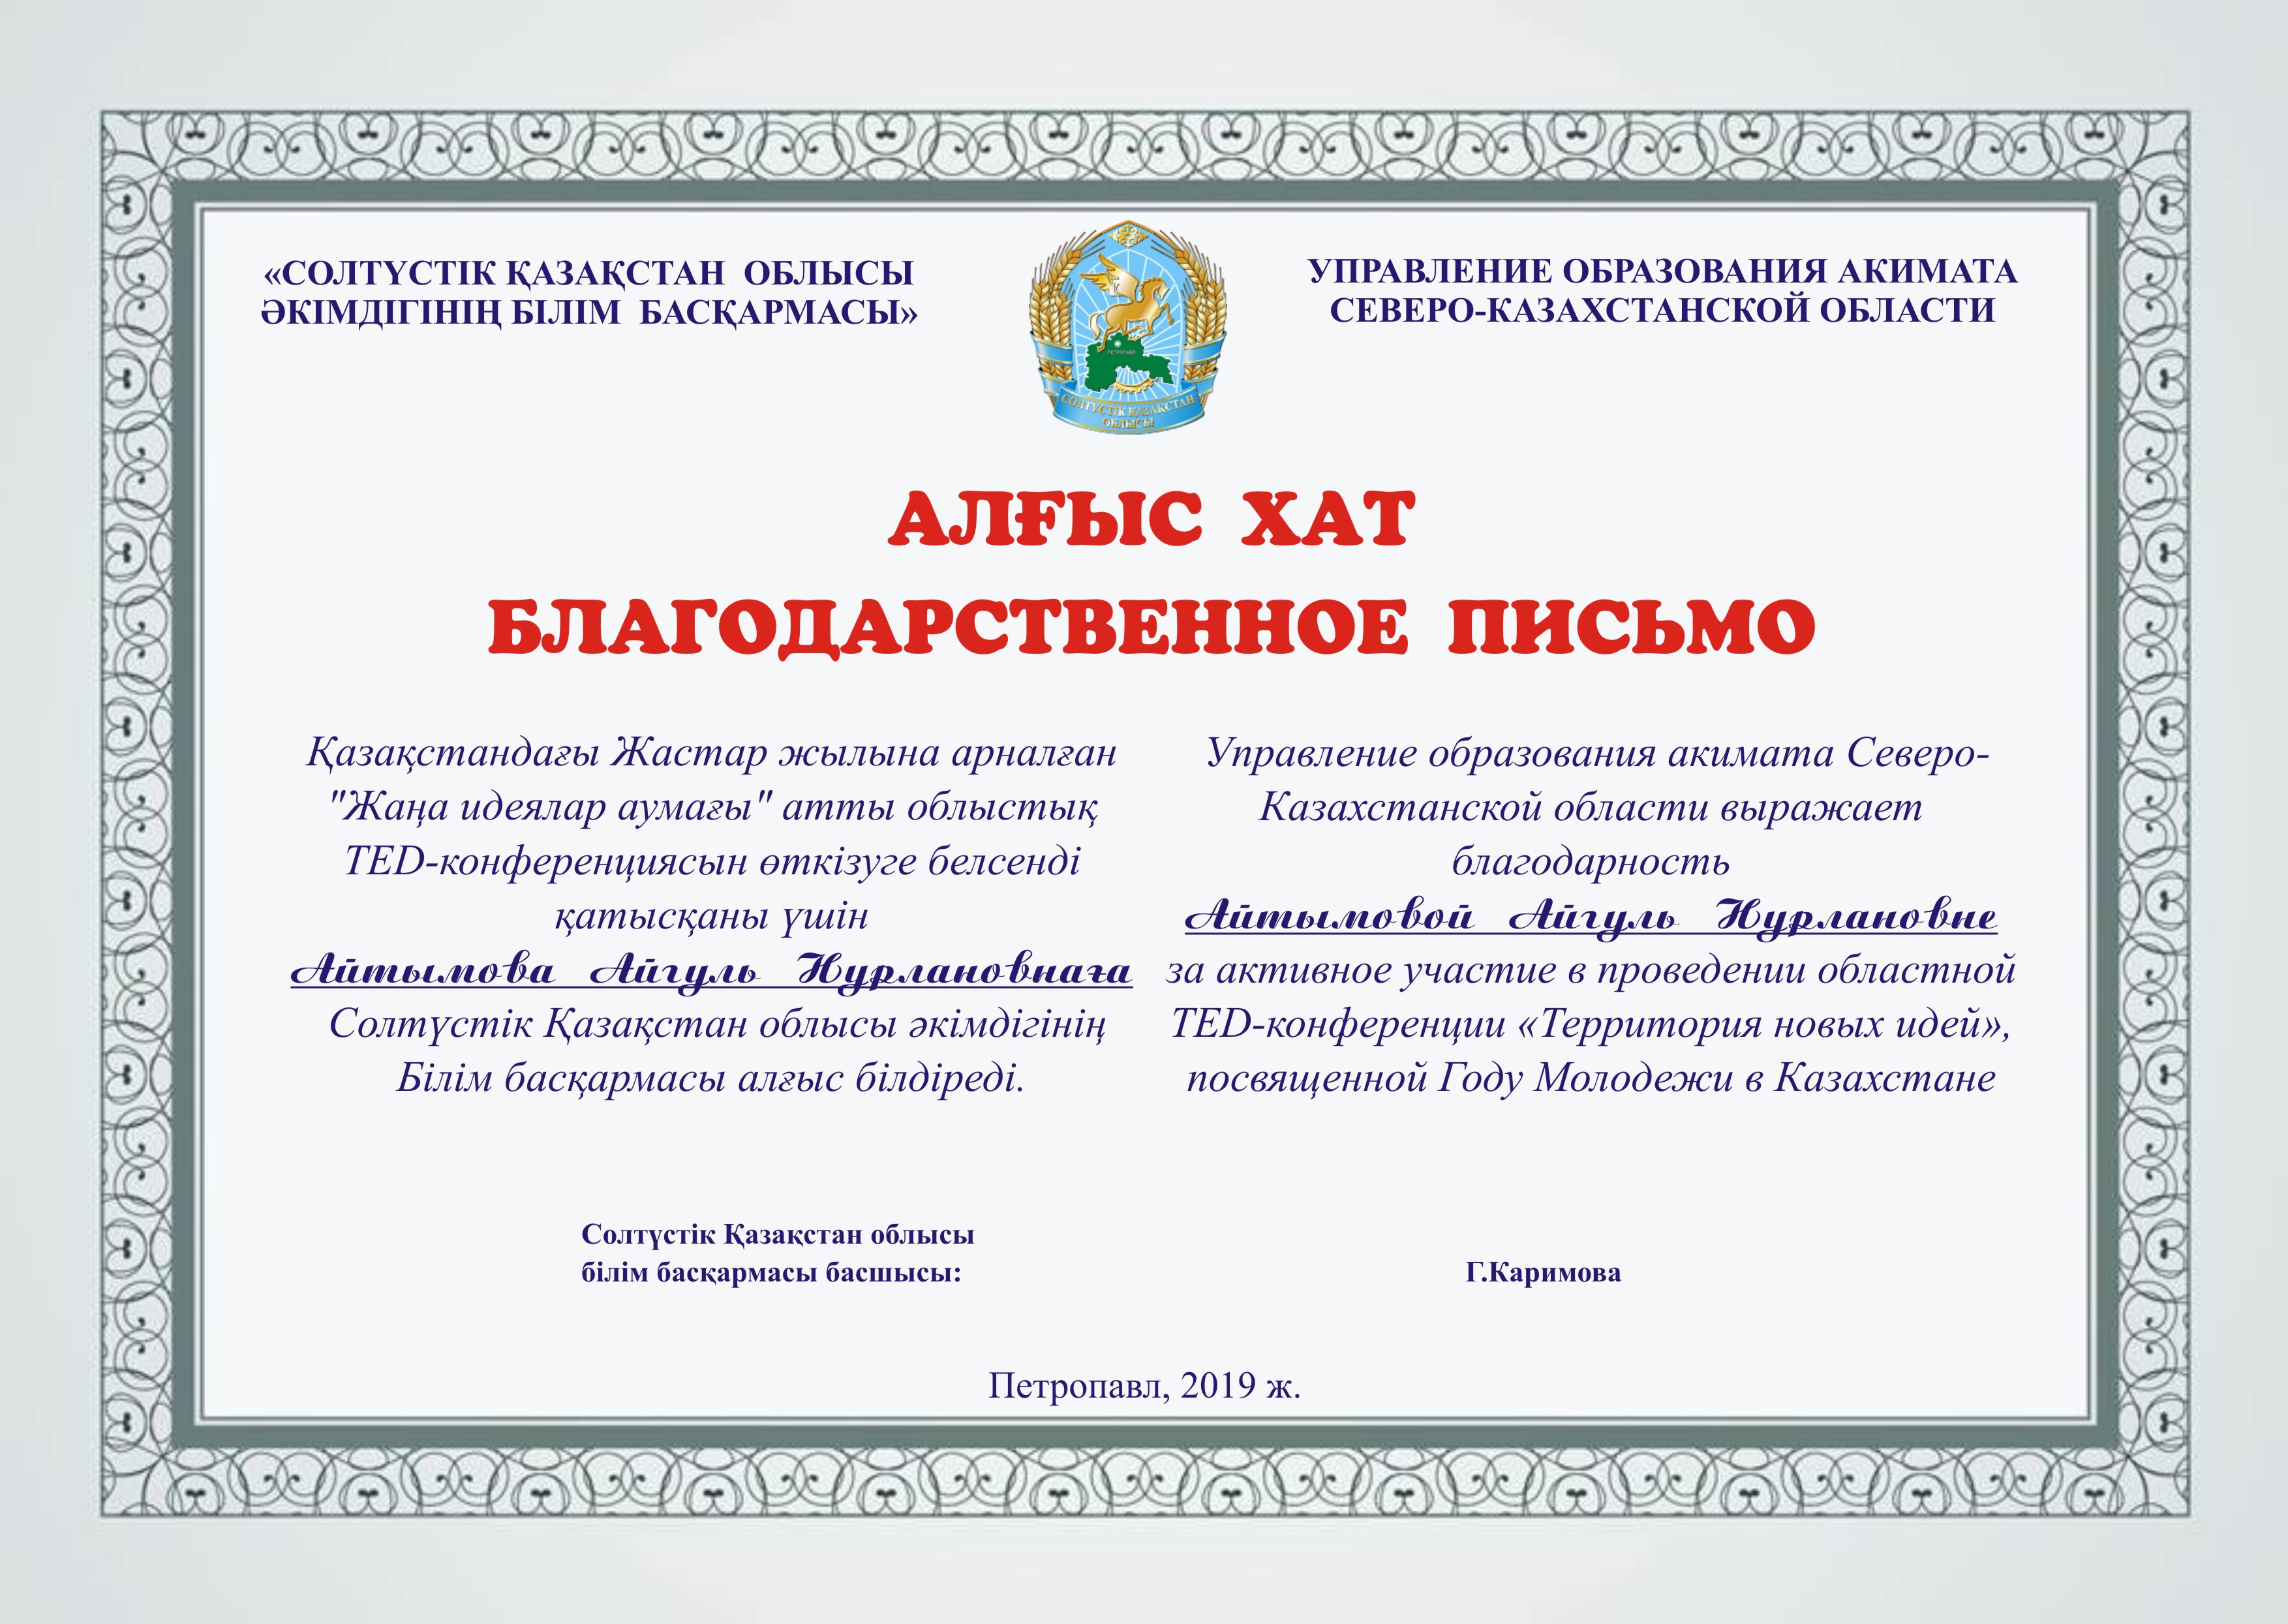 «СОЛТҮСТІК ҚАЗАҚСТАН ОБЛЫСЫ
ӘКІМДІГІНІҢ БІЛІМ БАСҚАРМАСЫ»
ПЕТРОПАВЛ
СОЛТҮСТІК ҚАЗАҚСТАН
ОБЛЫСЫ
УПРАВЛЕНИЕ ОБРАЗОВАНИЯ АКИМАТА
СЕВЕРО-КАЗАХСТАНСКОЙ ОБЛАСТИ
АЛҒЫС ХАТ
БЛАГОДАРСТВЕННОЕ ПИСЬМО
Қазақстандағы Жастар жылына арналған
"Жаңа идеялар аумағы" атты облыстық
TED-конференциясын өткізуге белсенді
қатысқаны үшін
Айтымова Айгуль Нурлановнаға
Солтүстік Қазақстан облысы әкімдігінің
Білім басқармасы алғыс білдіреді.
Управление образования акимата Северо-
Казахстанской области выражает
благодарность
Айтымовой Айгуль Нурлановне
за активное участие в проведении областной
TED-конференции «Территория новых идей»,
посвященной Году Молодежи в Казахстане
Солтүстік Қазақстан облысы
білім басқармасы басшысы:
Г.Каримова
Петропавл, 2019 ж.